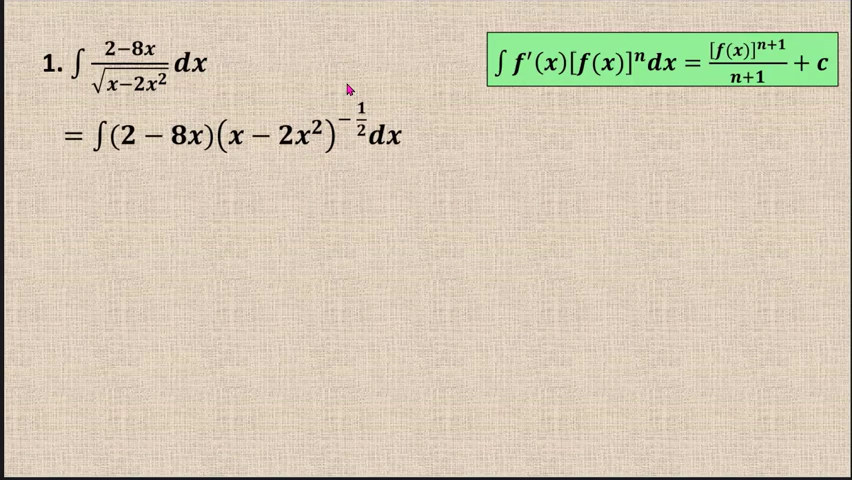 1. ∫ (2−8x)/√(x−2x²) dx
∫ f′(x)[f(x)]ⁿdx = [f(x)]ⁿ⁺¹/(n+1) + c
= ∫(2 − 8x)(x − 2x²)^(−1/2) dx